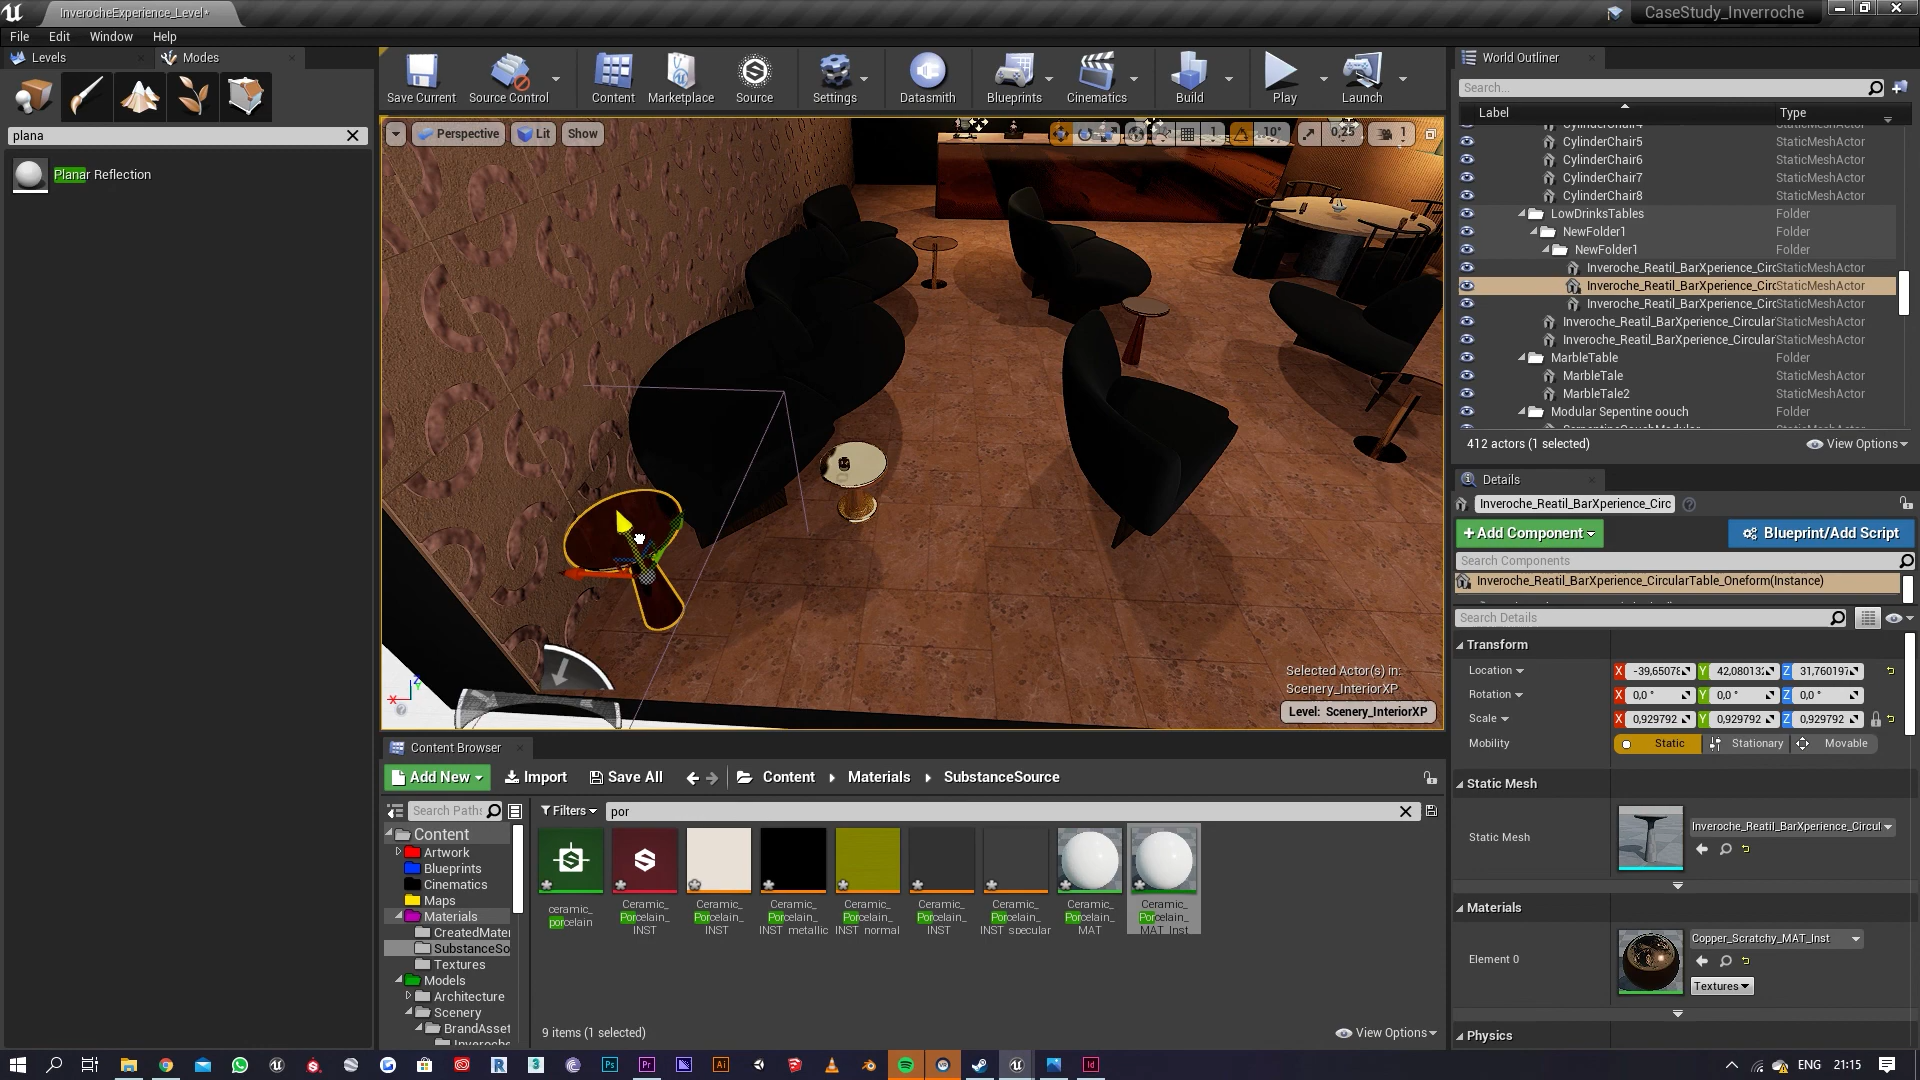 InverocheExperience_Level*
CaseStudy_Inverroche
File Edit Window Help
Levels
Modes
plana
Planar Reflection
Save Current
Source Control
Content
Marketplace
Source
Settings
Datasmith
Blueprints
Cinematics
Build
Play
Launch
Perspective
Lit
Show
1
10°
0,25
1
Selected Actor(s) in:
Scenery_InteriorXP
Level: Scenery_InteriorXP
World Outliner
Search...
Label Type
CylinderChair4 StaticMeshActor
CylinderChair5 StaticMeshActor
CylinderChair6 StaticMeshActor
CylinderChair7 StaticMeshActor
CylinderChair8 StaticMeshActor
LowDrinksTables Folder
NewFolder1 Folder
NewFolder1 Folder
Inveroche_Reatil_BarXperience_Circ StaticMeshActor
Inveroche_Reatil_BarXperience_Circ StaticMeshActor
Inveroche_Reatil_BarXperience_Circ StaticMeshActor
Inveroche_Reatil_BarXperience_Circular StaticMeshActor
Inveroche_Reatil_BarXperience_Circular StaticMeshActor
MarbleTable Folder
MarbleTale StaticMeshActor
MarbleTale2 StaticMeshActor
Modular Sepentine oouch Folder
412 actors (1 selected)
View Options
Details
Inveroche_Reatil_BarXperience_Circ
+Add Component
Blueprint/Add Script
Search Components
Inveroche_Reatil_BarXperience_CircularTable_Oneform(Instance)
Search Details
Transform
Location X -39,65078 Y 42,080132 Z 31,760197
Rotation X 0,0 ° Y 0,0 ° Z 0,0 °
Scale X 0,929792 Y 0,929792 Z 0,929792
Mobility Static Stationary Movable
Static Mesh
Static Mesh
Inveroche_Reatil_BarXperience_Circul
Materials
Element 0
Copper_Scratchy_MAT_Inst
Textures
Physics
Content Browser
Add New
Import
Save All
Content
Materials
SubstanceSource
Search Paths
Filters
por
Content
Artwork
Blueprints
Cinematics
Maps
Materials
CreatedMater
SubstanceSo
Textures
Models
Architecture
Scenery
BrandAsset
Inveroche
ceramic_
porcelain
Ceramic_
Porcelain_
INST
Ceramic_
Porcelain_
INST
Ceramic_
Porcelain_
INST_metallic
Ceramic_
Porcelain_
INST_normal
Ceramic_
Porcelain_
INST
Ceramic_
Porcelain_
INST_specular
Ceramic_
Porcelain_
MAT
Ceramic_
Porcelain_
MAT_Inst
9 items (1 selected)
View Options
ENG
21:15